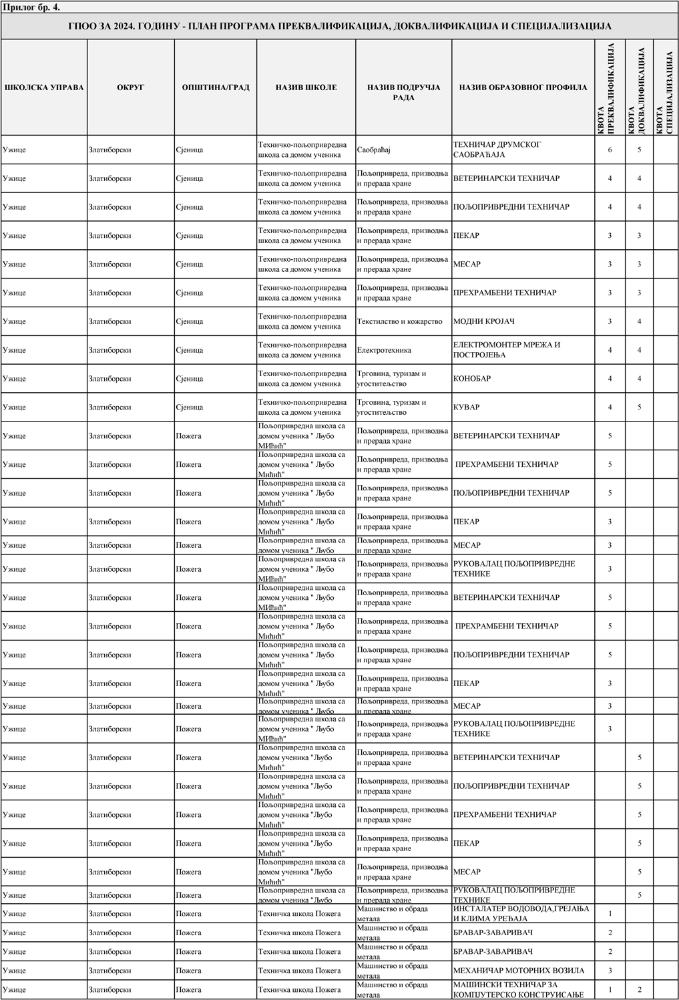 Прилог бр. 4.
ГПОО ЗА 2024. ГОДИНУ - ПЛАН ПРОГРАМА ПРЕКВАЛИФИКАЦИЈА, ДОКВАЛИФИКАЦИЈА И СПЕЦИЈАЛИЗАЦИЈА
ШКОЛСКА УПРАВА ОКРУГ ОПШТИНА/ГРАД НАЗИВ ШКОЛЕ НАЗИВ ПОДРУЧЈА РАДА НАЗИВ ОБРАЗОВНОГ ПРОФИЛА КВОТА ПРЕКВАЛИФИКАЦИЈА КВОТА ДОКВАЛИФИКАЦИЈА КВОТА СПЕЦИЈАЛИЗАЦИЈА
Ужице Златиборски Сјеница Техничко-пољопривредна школа са домом ученика Саобраћај ТЕХНИЧАР ДРУМСКОГ САОБРАЋАЈА 6 5
Ужице Златиборски Сјеница Техничко-пољопривредна школа са домом ученика Пољопривреда, призводња и прерада хране ВЕТЕРИНАРСКИ ТЕХНИЧАР 4 4
Ужице Златиборски Сјеница Техничко-пољопривредна школа са домом ученика Пољопривреда, призводња и прерада хране ПОЉОПРИВРЕДНИ ТЕХНИЧАР 4 4
Ужице Златиборски Сјеница Техничко-пољопривредна школа са домом ученика Пољопривреда, призводња и прерада хране ПЕКАР 3 3
Ужице Златиборски Сјеница Техничко-пољопривредна школа са домом ученика Пољопривреда, призводња и прерада хране МЕСАР 3 3
Ужице Златиборски Сјеница Техничко-пољопривредна школа са домом ученика Пољопривреда, призводња и прерада хране ПРЕХРАМБЕНИ ТЕХНИЧАР 3 3
Ужице Златиборски Сјеница Техничко-пољопривредна школа са домом ученика Текстилство и кожарство МОДНИ КРОЈАЧ 3 4
Ужице Златиборски Сјеница Техничко-пољопривредна школа са домом ученика Електротехника ЕЛЕКТРОМОНТЕР МРЕЖА И ПОСТРОЈЕЊА 4 4
Ужице Златиборски Сјеница Техничко-пољопривредна школа са домом ученика Трговина, туризам и угоститељство КОНОБАР 4 4
Ужице Златиборски Сјеница Техничко-пољопривредна школа са домом ученика Трговина, туризам и угоститељство КУВАР 4 5
Ужице Златиборски Пожега Пољопривредна школа са домом ученика " Љубо МИћић" Пољопривреда, призводња и прерада хране ВЕТЕРИНАРСКИ ТЕХНИЧАР 5
Ужице Златиборски Пожега Пољопривредна школа са домом ученика " Љубо Мићић" Пољопривреда, призводња и прерада хране ПРЕХРАМБЕНИ ТЕХНИЧАР 5
Ужице Златиборски Пожега Пољопривредна школа са домом ученика " Љубо Мићић" Пољопривреда, призводња и прерада хране ПОЉОПРИВРЕДНИ ТЕХНИЧАР 5
Ужице Златиборски Пожега Пољопривредна школа са домом ученика " Љубо Мићић" Пољопривреда, призводња и прерада хране ПЕКАР 3
Ужице Златиборски Пожега Пољопривредна школа са домом ученика " Љубо Пољопривреда, призводња и прерада хране МЕСАР 3
Ужице Златиборски Пожега Пољопривредна школа са домом ученика " Љубо МИћић" Пољопривреда, призводња и прерада хране РУКОВАЛАЦ ПОЉОПРИВРЕДНЕ ТЕХНИКЕ 3
Ужице Златиборски Пожега Пољопривредна школа са домом ученика " Љубо МИћић" Пољопривреда, призводња и прерада хране ВЕТЕРИНАРСКИ ТЕХНИЧАР 5
Ужице Златиборски Пожега Пољопривредна школа са домом ученика " Љубо Мићић" Пољопривреда, призводња и прерада хране ПРЕХРАМБЕНИ ТЕХНИЧАР 5
Ужице Златиборски Пожега Пољопривредна школа са домом ученика " Љубо Мићић" Пољопривреда, призводња и прерада хране ПОЉОПРИВРЕДНИ ТЕХНИЧАР 5
Ужице Златиборски Пожега Пољопривредна школа са домом ученика " Љубо Мићић" Пољопривреда, призводња и прерада хране ПЕКАР 3
Ужице Златиборски Пожега Пољопривредна школа са домом ученика " Љубо Пољопривреда, призводња и прерада хране МЕСАР 3
Ужице Златиборски Пожега Пољопривредна школа са домом ученика " Љубо МИћић" Пољопривреда, призводња и прерада хране РУКОВАЛАЦ ПОЉОПРИВРЕДНЕ ТЕХНИКЕ 3
Ужице Златиборски Пожега Пољопривредна школа са домом ученика "Љубо Мићић" Пољопривреда, призводња и прерада хране ВЕТЕРИНАРСКИ ТЕХНИЧАР 5
Ужице Златиборски Пожега Пољопривредна школа са домом ученика "Љубо Мићић" Пољопривреда, призводња и прерада хране ПОЉОПРИВРЕДНИ ТЕХНИЧАР 5
Ужице Златиборски Пожега Пољопривредна школа са домом ученика "Љубо Мићић" Пољопривреда, призводња и прерада хране ПРЕХРАМБЕНИ ТЕХНИЧАР 5
Ужице Златиборски Пожега Пољопривредна школа са домом ученика "Љубо Мићић" Пољопривреда, призводња и прерада хране ПЕКАР 5
Ужице Златиборски Пожега Пољопривредна школа са домом ученика "Љубо Мићић" Пољопривреда, призводња и прерада хране МЕСАР 5
Ужице Златиборски Пожега Пољопривредна школа са домом ученика "Љубо Пољопривреда, призводња и прерада хране РУКОВАЛАЦ ПОЉОПРИВРЕДНЕ ТЕХНИКЕ 5
Ужице Златиборски Пожега Техничка школа Пожега Машинство и обрада метала ИНСТАЛАТЕР ВОДОВОДА,ГРЕЈАЊА И КЛИМА УРЕЂАЈА 1
Ужице Златиборски Пожега Техничка школа Пожега Машинство и обрада метала БРАВАР-ЗАВАРИВАЧ 2
Ужице Златиборски Пожега Техничка школа Пожега Машинство и обрада метала БРАВАР-ЗАВАРИВАЧ 2
Ужице Златиборски Пожега Техничка школа Пожега Машинство и обрада метала МЕХАНИЧАР МОТОРНИХ ВОЗИЛА 3
Ужице Златиборски Пожега Техничка школа Пожега Машинство и обрада метала МАШИНСКИ ТЕХНИЧАР ЗА КОМПЈУТЕРСКО КОНСТРУИСАЊЕ 1 2